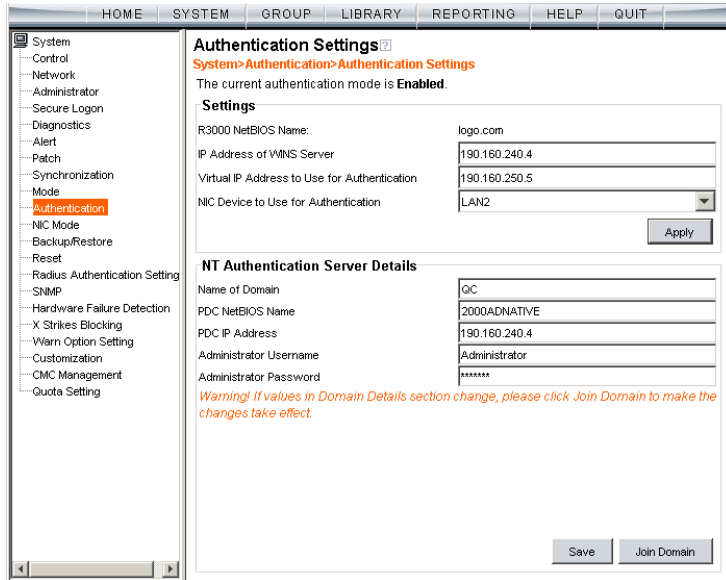 HOME SYSTEM GROUP LIBRARY REPORTING HELP QUIT
System
Control
Network
Administrator
Secure Logon
Diagnostics
Alert
Patch
Synchronization
Mode
Authentication
NIC Mode
Backup/Restore
Reset
Radius Authentication Setting
SNMP
Hardware Failure Detection
X Strikes Blocking
Warn Option Setting
Customization
CMC Management
Quota Setting
Authentication Settings ?
System>Authentication>Authentication Settings
The current authentication mode is Enabled.
Settings
R3000 NetBIOS Name: logo.com
IP Address of WINS Server 190.160.240.4
Virtual IP Address to Use for Authentication 190.160.250.5
NIC Device to Use for Authentication LAN2
Apply
NT Authentication Server Details
Name of Domain QC
PDC NetBIOS Name 2000ADNATIVE
PDC IP Address 190.160.240.4
Administrator Username Administrator
Administrator Password *******
Warning! If values in Domain Details section change, please click Join Domain to make the
changes take effect.
Save Join Domain